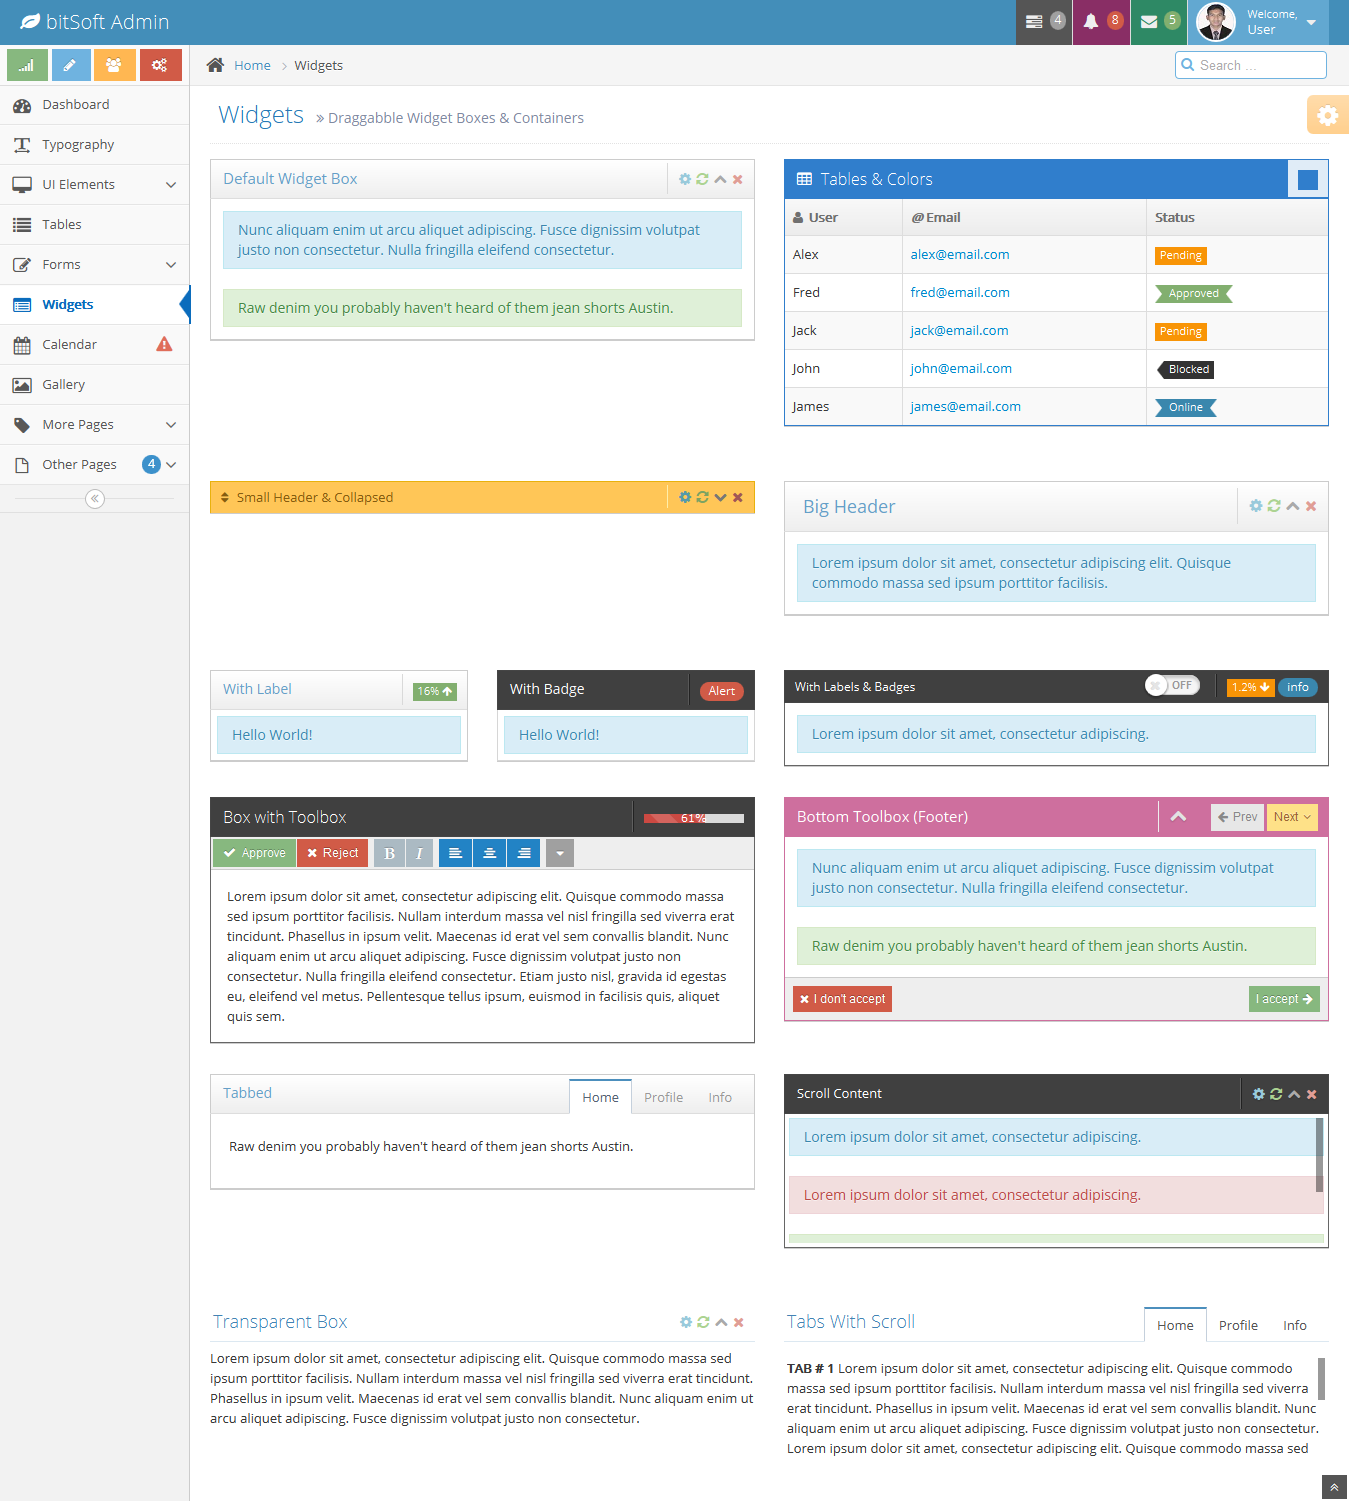 bitSoft Admin
4
8
5
Welcome,
User
Home
Widgets
Search ...
Dashboard
Typography
UI Elements
Tables
Forms
Widgets
Calendar
Gallery
More Pages
Other Pages 4
Widgets
» Draggabble Widget Boxes & Containers
Default Widget Box
Nunc aliquam enim ut arcu aliquet adipiscing. Fusce dignissim volutpat
justo non consectetur. Nulla fringilla eleifend consectetur.
Raw denim you probably haven't heard of them jean shorts Austin.
Tables & Colors
User @Email Status
Alex alex@email.com Pending
Fred fred@email.com Approved
Jack jack@email.com Pending
John john@email.com Blocked
James james@email.com Online
Small Header & Collapsed
Big Header
Lorem ipsum dolor sit amet, consectetur adipiscing elit. Quisque
commodo massa sed ipsum porttitor facilisis.
With Label 16%
Hello World!
With Badge Alert
Hello World!
With Labels & Badges OFF 1.2% info
Lorem ipsum dolor sit amet, consectetur adipiscing.
Box with Toolbox 61%
Approve Reject B I
Lorem ipsum dolor sit amet, consectetur adipiscing elit. Quisque commodo massa
sed ipsum porttitor facilisis. Nullam interdum massa vel nisl fringilla sed viverra erat
tincidunt. Phasellus in ipsum velit. Maecenas id erat vel sem convallis blandit. Nunc
aliquam enim ut arcu aliquet adipiscing. Fusce dignissim volutpat justo non
consectetur. Nulla fringilla eleifend consectetur. Etiam justo nisl, gravida id egestas
eu, eleifend vel metus. Pellentesque tellus ipsum, euismod in facilisis quis, aliquet
quis sem.
Bottom Toolbox (Footer) Prev Next
Nunc aliquam enim ut arcu aliquet adipiscing. Fusce dignissim volutpat
justo non consectetur. Nulla fringilla eleifend consectetur.
Raw denim you probably haven't heard of them jean shorts Austin.
I don't accept I accept
Tabbed Home Profile Info
Raw denim you probably haven't heard of them jean shorts Austin.
Scroll Content
Lorem ipsum dolor sit amet, consectetur adipiscing.
Lorem ipsum dolor sit amet, consectetur adipiscing.
Transparent Box
Lorem ipsum dolor sit amet, consectetur adipiscing elit. Quisque commodo massa sed
ipsum porttitor facilisis. Nullam interdum massa vel nisl fringilla sed viverra erat tincidunt.
Phasellus in ipsum velit. Maecenas id erat vel sem convallis blandit. Nunc aliquam enim ut
arcu aliquet adipiscing. Fusce dignissim volutpat justo non consectetur.
Tabs With Scroll Home Profile Info
TAB # 1 Lorem ipsum dolor sit amet, consectetur adipiscing elit. Quisque commodo
massa sed ipsum porttitor facilisis. Nullam interdum massa vel nisl fringilla sed viverra
erat tincidunt. Phasellus in ipsum velit. Maecenas id erat vel sem convallis blandit. Nunc
aliquam enim ut arcu aliquet adipiscing. Fusce dignissim volutpat justo non consectetur.
Lorem ipsum dolor sit amet, consectetur adipiscing elit. Quisque commodo massa sed